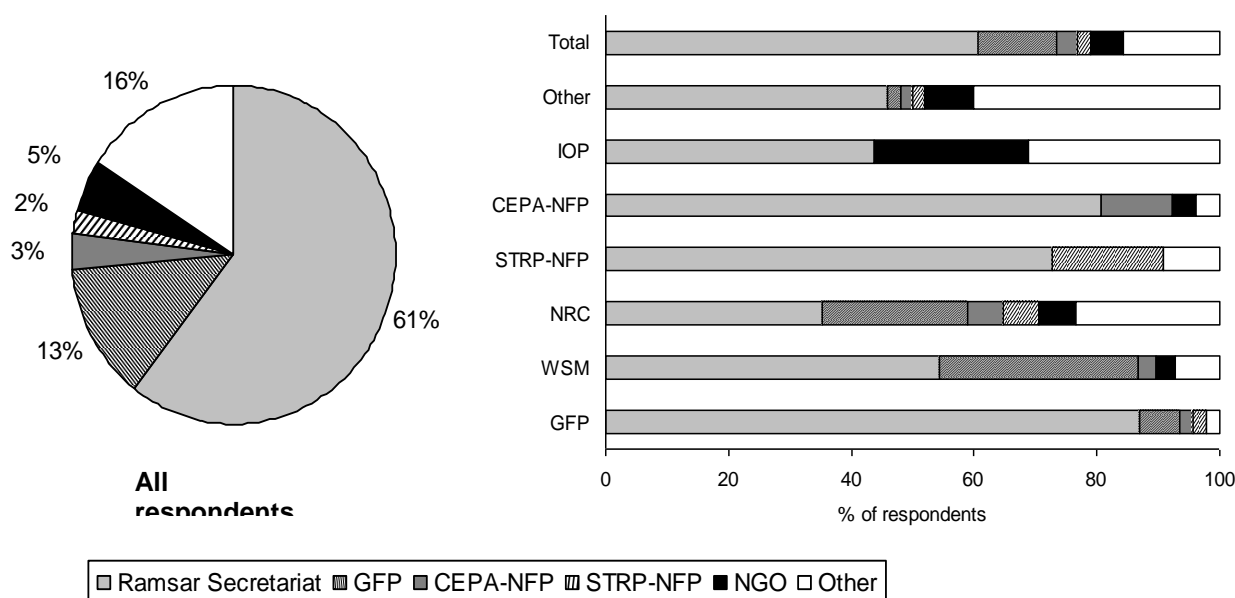 16%
5%
2%
3%
13%
61%
All
respondents
Total
Other
IOP
CEPA-NFP
STRP-NFP
NRC
WSM
GFP
0 20 40 60 80 100
% of respondents
Ramsar Secretariat GFP CEPA-NFP STRP-NFP NGO Other